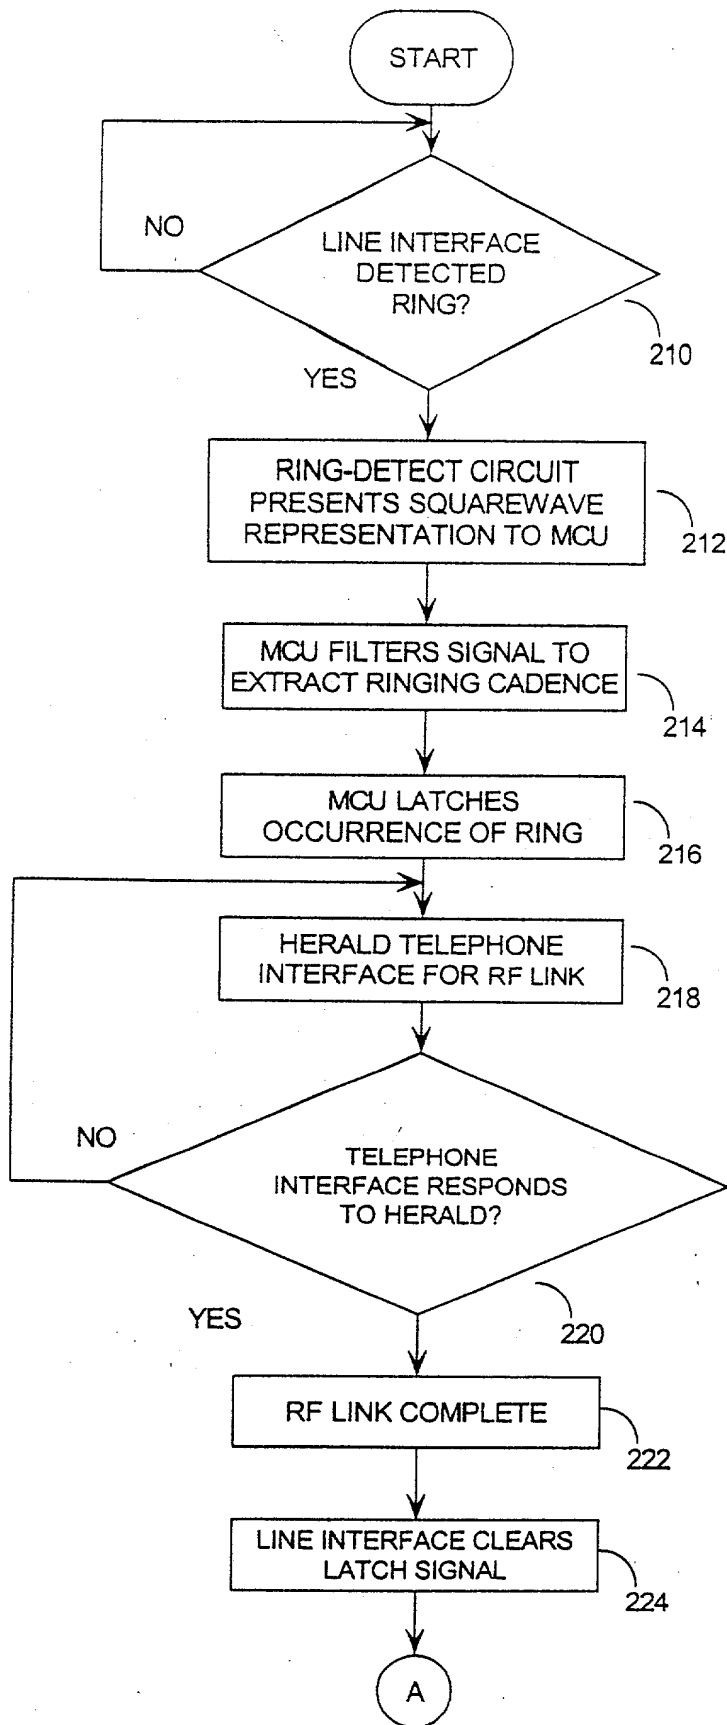 START
NO
LINE INTERFACE
DETECTED
RING?
210
YES
RING-DETECT CIRCUIT
PRESENTS SQUAREWAVE
REPRESENTATION TO MCU
212
MCU FILTERS SIGNAL TO
EXTRACT RINGING CADENCE
214
MCU LATCHES
OCCURRENCE OF RING
216
HERALD TELEPHONE
INTERFACE FOR RF LINK
218
NO
TELEPHONE
INTERFACE RESPONDS
TO HERALD?
220
YES
RF LINK COMPLETE
222
LINE INTERFACE CLEARS
LATCH SIGNAL
224
A